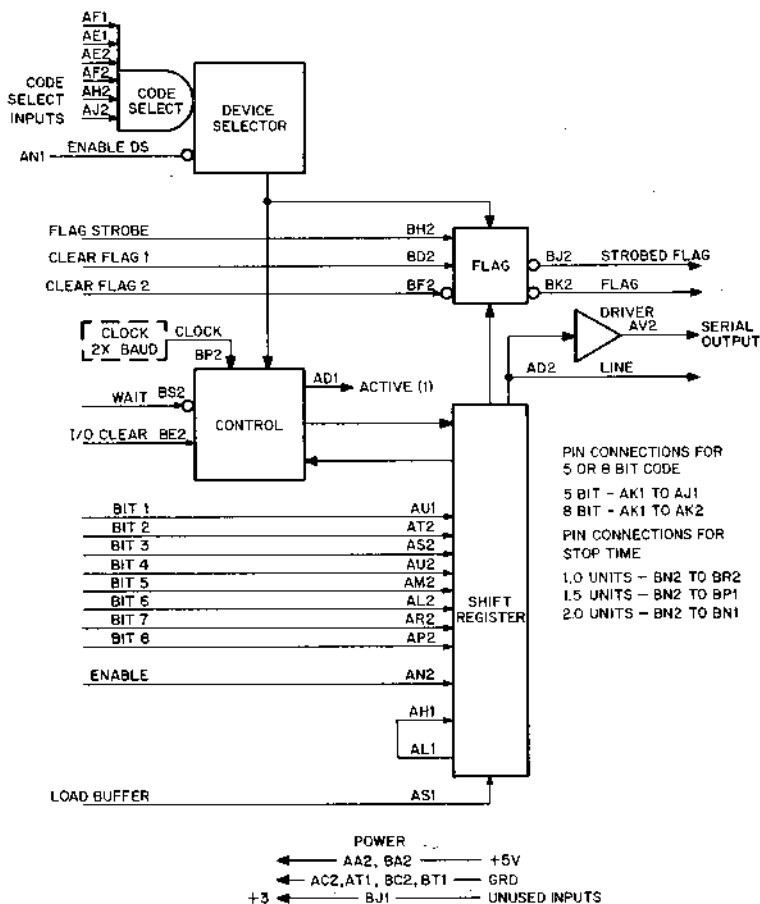 AF1
AE1
AE2
AF2
AH2
AJ2
CODE
SELECT
INPUTS
CODE
SELECT
DEVICE
SELECTOR
AN1 ENABLE DS
FLAG STROBE BH2
CLEAR FLAG 1 BD2
CLEAR FLAG 2 BF2
FLAG
BJ2 STROBED FLAG
BK2 FLAG
DRIVER
AV2
SERIAL
OUTPUT
AD2 LINE
CLOCK
2X BAUD
CLOCK
BP2
WAIT BS2
I/O CLEAR BE2
CONTROL
AD1
ACTIVE (1)
BIT 1 AU1
BIT 2 AT2
BIT 3 AS2
BIT 4 AU2
BIT 5 AM2
BIT 6 AL2
BIT 7 AR2
BIT 8 AP2
ENABLE AN2
AH1
AL1
LOAD BUFFER AS1
SHIFT
REGISTER
PIN CONNECTIONS FOR
5 OR 8 BIT CODE
5 BIT - AK1 TO AJ1
8 BIT - AK1 TO AK2
PIN CONNECTIONS FOR
STOP TIME
1.0 UNITS - BN2 TO BR2
1.5 UNITS - BN2 TO BP1
2.0 UNITS - BN2 TO BN1
POWER
AA2, BA2 +5V
AC2, AT1, BC2, BT1 GRD
+3 BJ1 UNUSED INPUTS